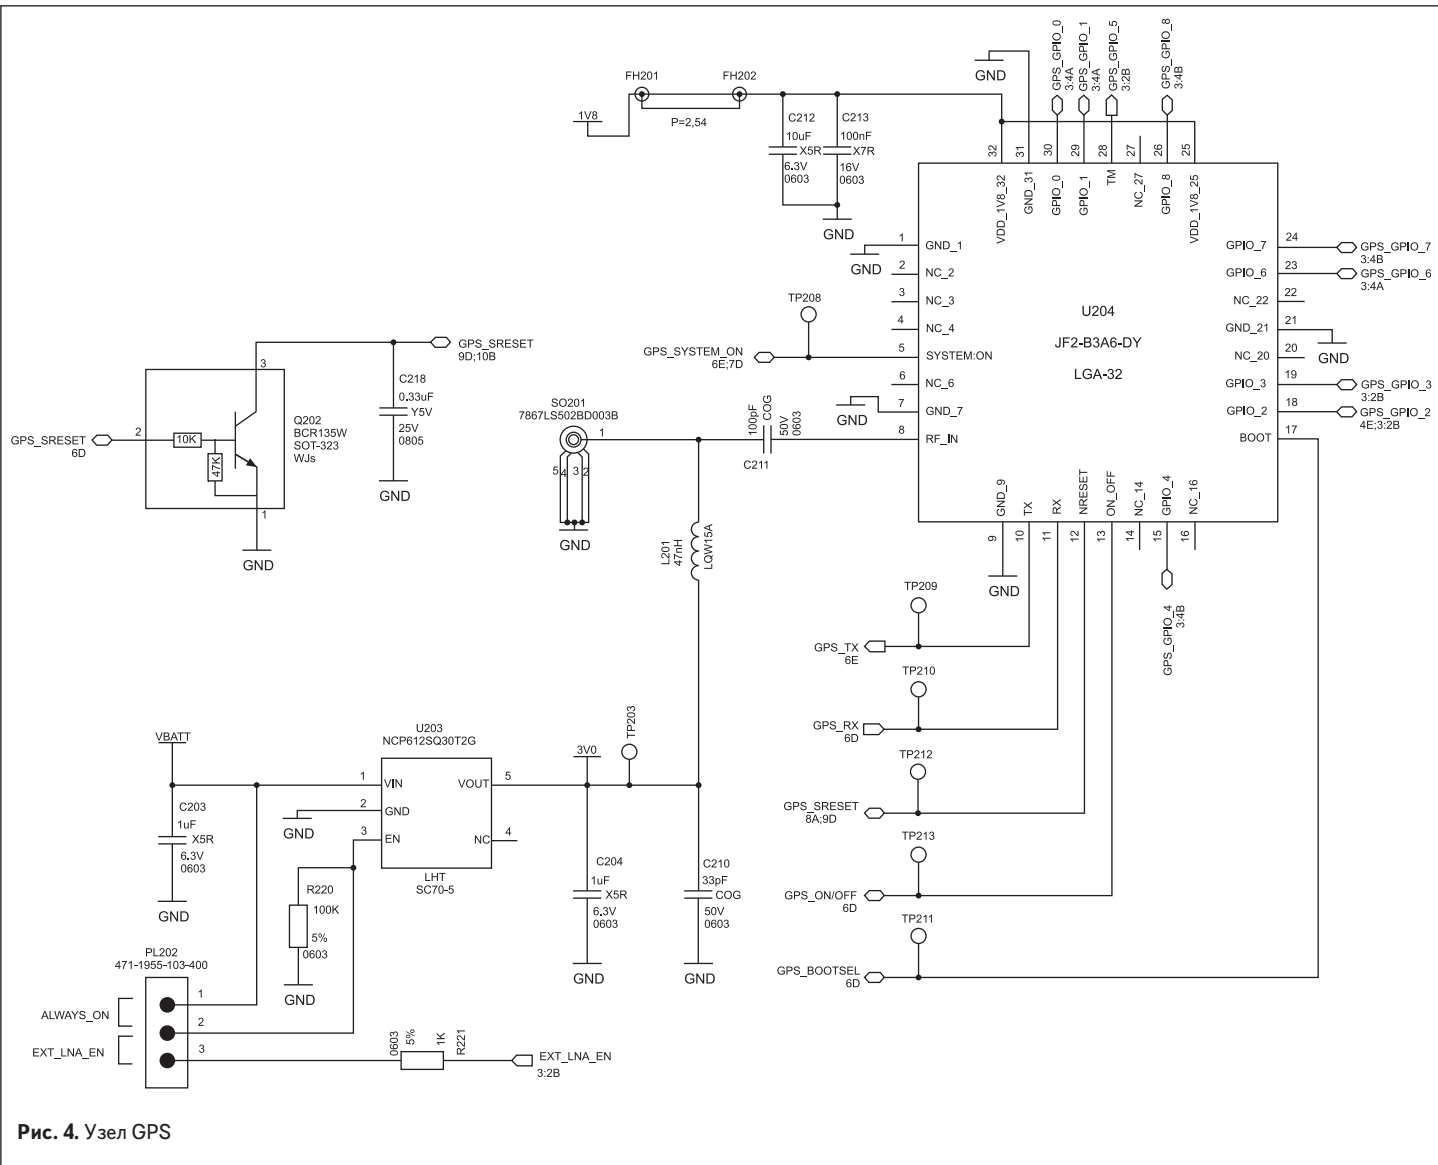 GPS_GPIO_0
3:4A
GPS_GPIO_1
3:4A
GPS_GPIO_5
3:2B
GPS_GPIO_8
3:4B
GND
FH201
FH202
1V8
P=2,54
C212
10uF
X5R
6.3V
0603
C213
100nF
X7R
16V
0603
GND
32
31
30
29
28
27
26
25
VDD_1V8_32
GND_31
GPIO_0
GPIO_1
TM
NC_27
GPIO_8
VDD_1V8_25
1
GND_1
GND
2
NC_2
3
NC_3
4
NC_4
TP208
GPS_SYSTEM_ON
6E;7D
5
SYSTEM:ON
6
NC_6
7
GND_7
GND
8
RF_IN
U204
JF2-B3A6-DY
LGA-32
GPIO_7
24
GPS_GPIO_7
3:4B
GPIO_6
23
GPS_GPIO_6
3:4A
NC_22
22
GND_21
21
GND
NC_20
20
GPIO_3
19
GPS_GPIO_3
3:2B
GPIO_2
18
GPS_GPIO_2
4E;3:2B
BOOT
17
GND_9
TX
RX
NRESET
ON_OFF
NC_14
GPIO_4
NC_16
9
10
11
12
13
14
15
16
GND
GPS_GPIO_4
3:4B
3
GPS_SRESET
9D;10B
C218
0.33uF
Y5V
25V
0805
GND
GPS_SRESET
6D
2
10K
47K
Q202
BCR135W
SOT-323
WJs
1
GND
SO201
7867LS502BD003B
1
5
4
3
2
GND
100pF
COG
50V
0603
C211
L201
47nH
LQW15A
TP209
GPS_TX
6E
TP210
GPS_RX
6D
TP212
GPS_SRESET
8A;9D
TP213
GPS_ON/OFF
6D
TP211
GPS_BOOTSEL
6D
VBATT
C203
1uF
X5R
6.3V
0603
GND
U203
NCP612SQ30T2G
1
VIN
VOUT
5
2
GND
GND
3
EN
NC
4
LHT
SC70-5
3V0
TP203
R220
100K
5%
0603
GND
C204
1uF
X5R
6.3V
0603
GND
C210
33pF
COG
50V
0603
GND
PL202
471-1955-103-400
ALWAYS_ON
1
2
EXT_LNA_EN
3
0603
5%
1K
R221
EXT_LNA_EN
3:2B
Рис. 4. Узел GPS